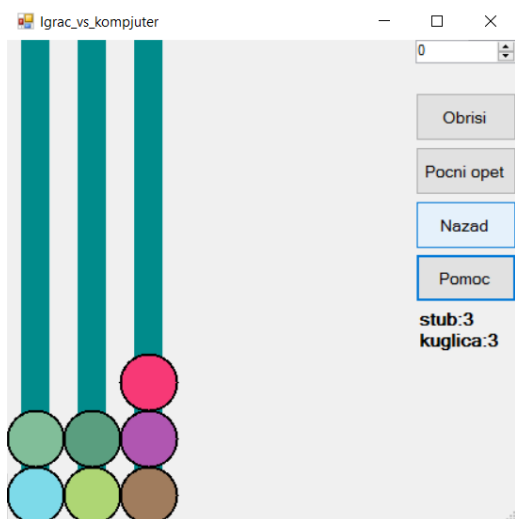 Igrac_vs_kompjuter
0
Obrisi
Pocni opet
Nazad
Pomoc
stub:3
kuglica:3